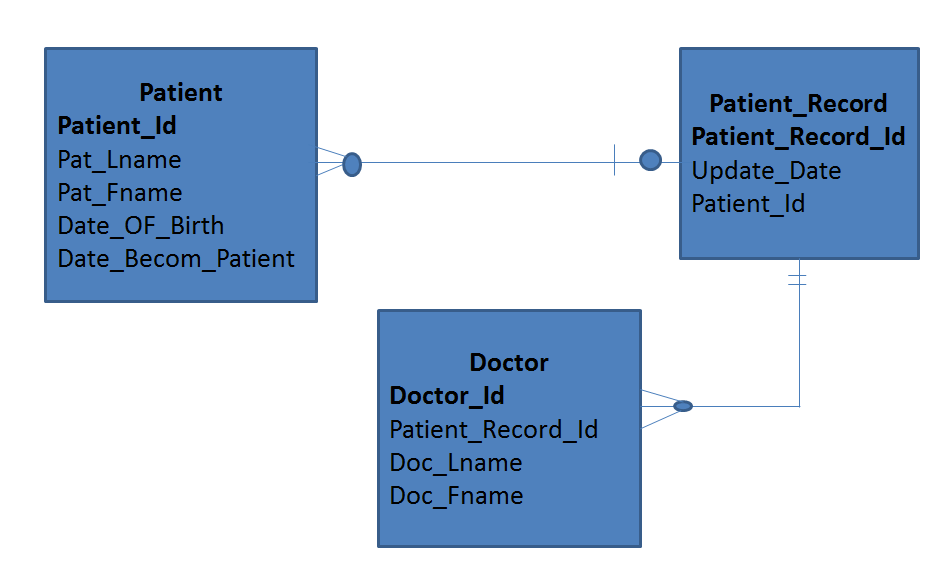 Patient
Patient_Id
Pat_Lname
Pat_Fname
Date_OF_Birth
Date_Becom_Patient
Patient_Record
Patient_Record_Id
Update_Date
Patient_Id
Doctor
Doctor_Id
Patient_Record_Id
Doc_Lname
Doc_Fname